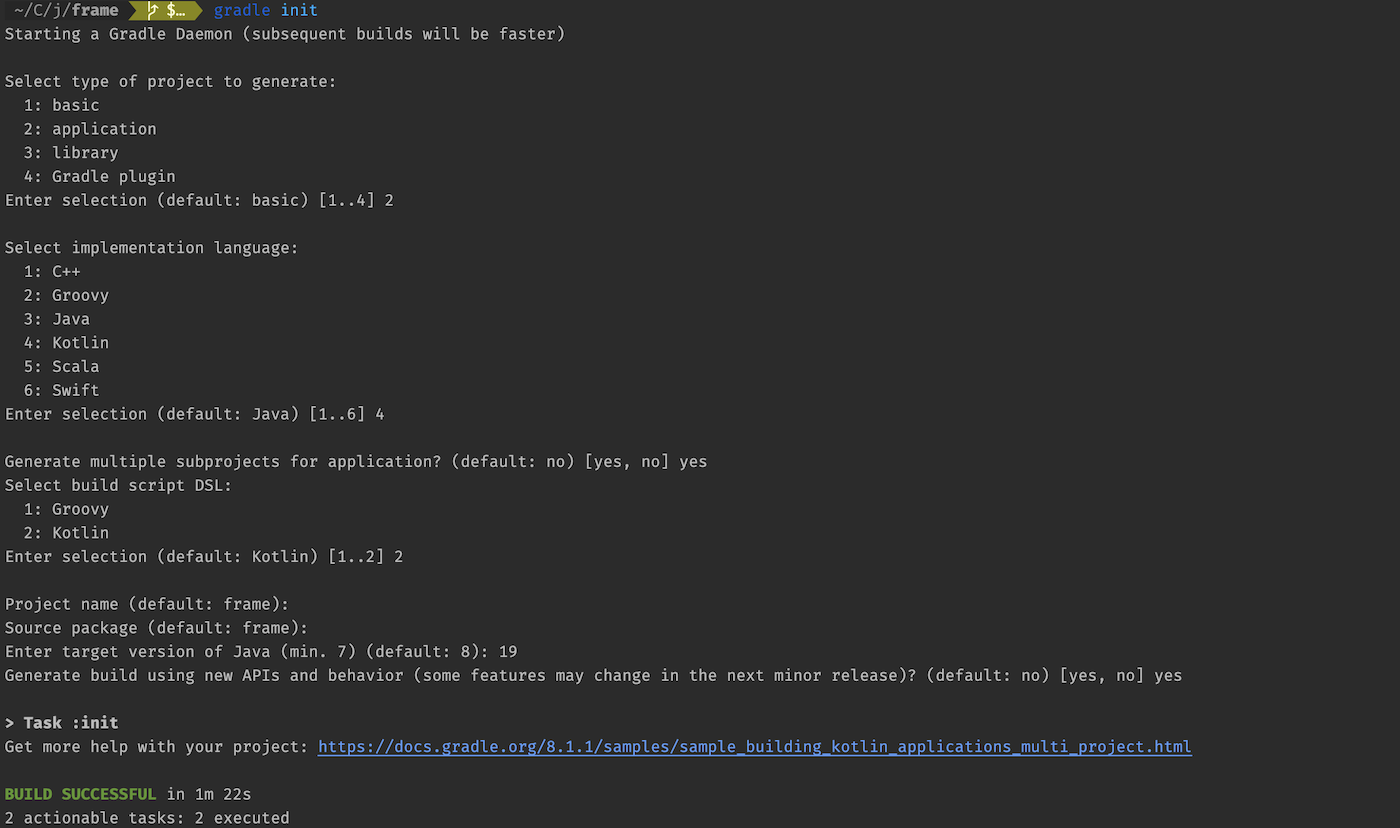 ~/C/j/frame $… gradle init
Starting a Gradle Daemon (subsequent builds will be faster)
Select type of project to generate:
1: basic
2: application
3: library
4: Gradle plugin
Enter selection (default: basic) [1..4] 2
Select implementation language:
1: C++
2: Groovy
3: Java
4: Kotlin
5: Scala
6: Swift
Enter selection (default: Java) [1..6] 4
Generate multiple subprojects for application? (default: no) [yes, no] yes
Select build script DSL:
1: Groovy
2: Kotlin
Enter selection (default: Kotlin) [1..2] 2
Project name (default: frame):
Source package (default: frame):
Enter target version of Java (min. 7) (default: 8): 19
Generate build using new APIs and behavior (some features may change in the next minor release)? (default: no) [yes, no] yes
> Task :init
Get more help with your project: https://docs.gradle.org/8.1.1/samples/sample_building_kotlin_applications_multi_project.html
BUILD SUCCESSFUL in 1m 22s
2 actionable tasks: 2 executed